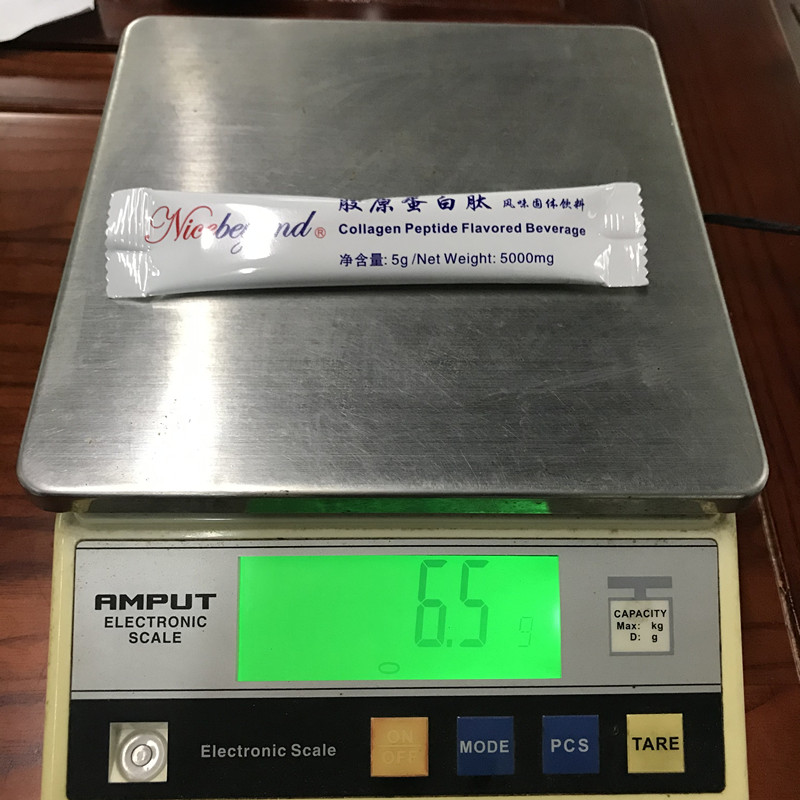 Nicebeyond®
胶原蛋白肽 风味固体饮料
Collagen Peptide Flavored Beverage
净含量: 5g /Net Weight: 5000mg
6.5 g
AMPUT
ELECTRONIC
SCALE
CAPACITY
Max: kg
D: g
Electronic Scale
ON
OFF
MODE
PCS
TARE